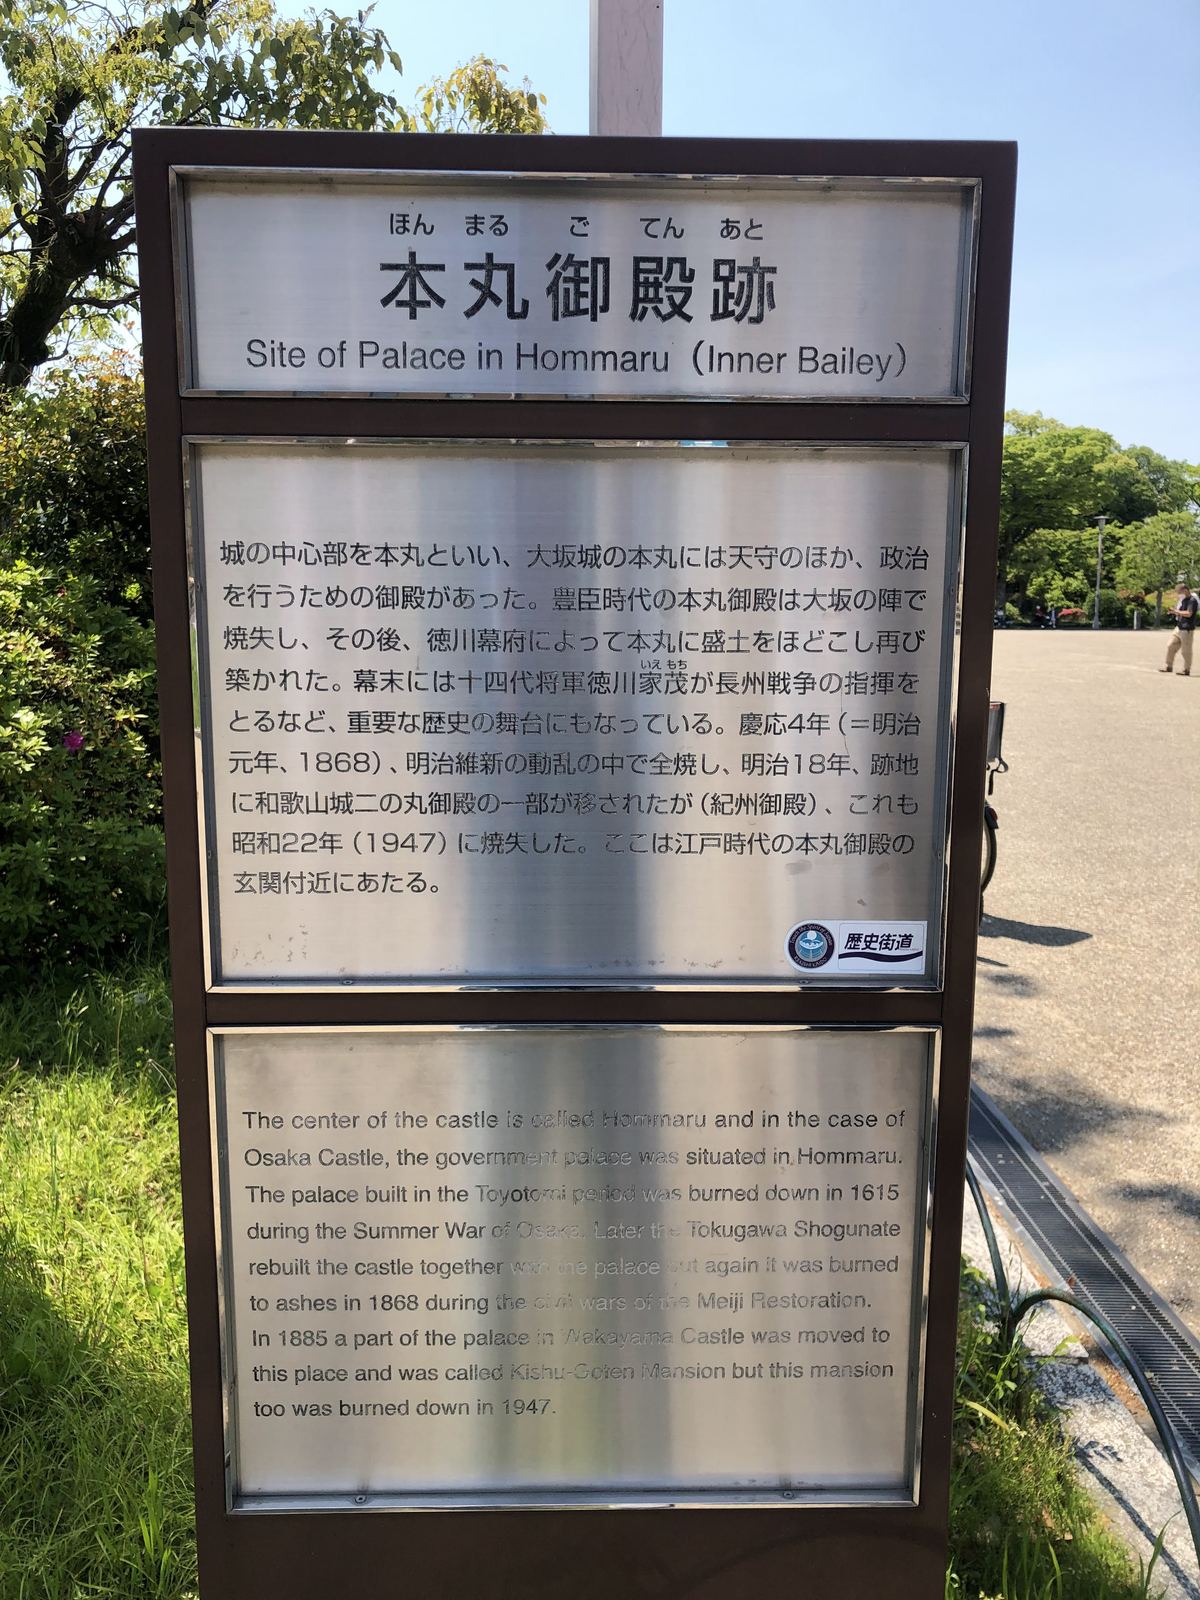 ほん まる ご てん あと
本丸御殿跡
Site of Palace in Hommaru（Inner Bailey）
城の中心部を本丸といい、大坂城の本丸には天守のほか、政治
を行うための御殿があった。豊臣時代の本丸御殿は大坂の陣で
焼失し、その後、徳川幕府によって本丸に盛土をほどこし再び
いえ もち
築かれた。幕末には十四代将軍徳川家茂が長州戦争の指揮を
とるなど、重要な歴史の舞台にもなっている。慶応4年（＝明治
元年、1868）、明治維新の動乱の中で全焼し、明治18年、跡地
に和歌山城二の丸御殿の一部が移されたが（紀州御殿）、これも
昭和22年（1947）に焼失した。ここは江戸時代の本丸御殿の
玄関付近にあたる。
歴史街道
The center of the castle is called Hommaru and in the case of
Osaka Castle, the government palace was situated in Hommaru.
The palace built in the Toyotomi period was burned down in 1615
during the Summer War of Osaka. Later the Tokugawa Shogunate
rebuilt the castle together with the palace but again it was burned
to ashes in 1868 during the civil wars of the Meiji Restoration.
In 1885 a part of the palace in Wakayama Castle was moved to
this place and was called Kishu-Goten Mansion but this mansion
too was burned down in 1947.